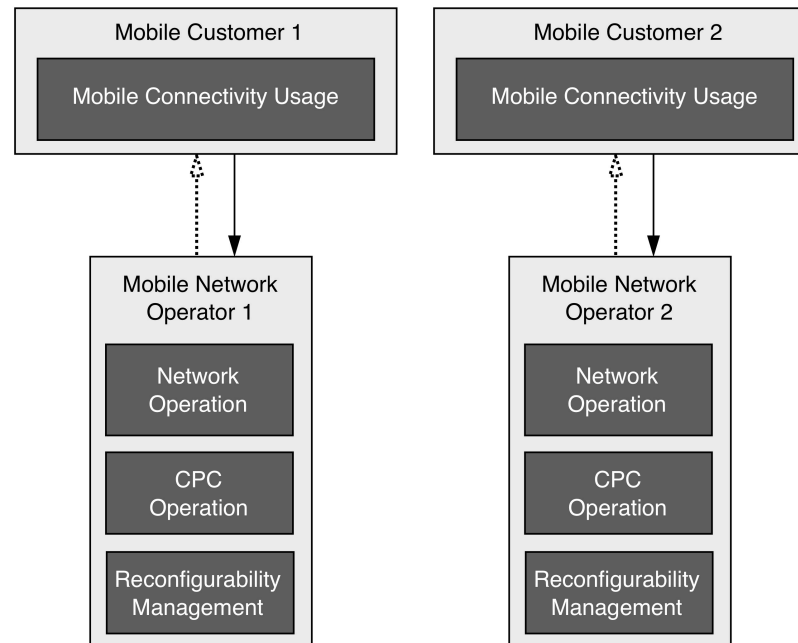 Mobile Customer 1
Mobile Connectivity Usage
Mobile Network
Operator 1
Network
Operation
CPC
Operation
Reconfigurability
Management
Mobile Customer 2
Mobile Connectivity Usage
Mobile Network
Operator 2
Network
Operation
CPC
Operation
Reconfigurability
Management